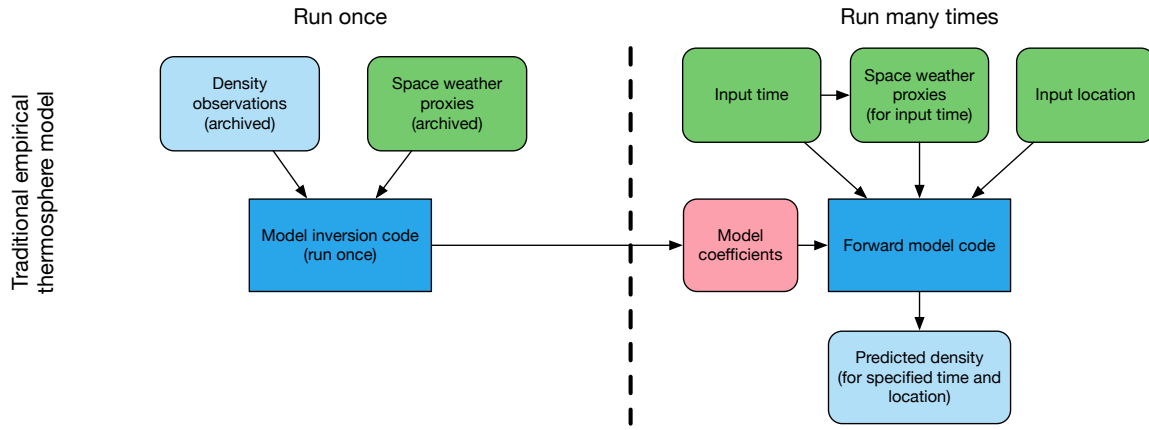 Run once
Run many times
Traditional empirical
thermosphere model
Density
observations
(archived)
Space weather
proxies
(archived)
Input time
Space weather
proxies
(for input time)
Input location
Model inversion code
(run once)
Model
coefficients
Forward model code
Predicted density
(for specified time and
location)